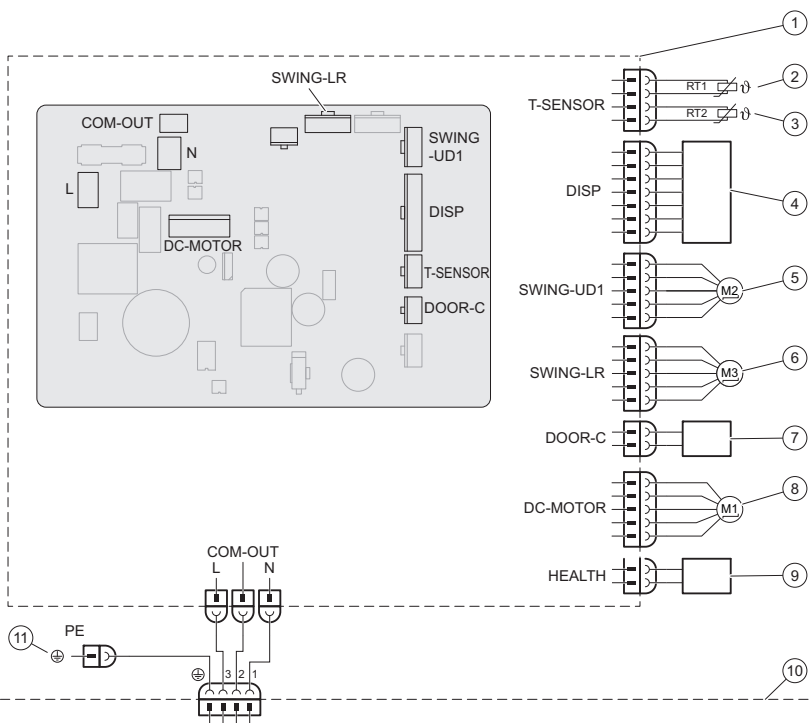 1
SWING-LR
2
RT1 ϑ
T-SENSOR
RT2 ϑ
3
COM-OUT
N
SWING
-UD1
L
DISP
4
DISP
DC-MOTOR
T-SENSOR
SWING-UD1
M2
5
DOOR-C
SWING-LR
M3
6
DOOR-C
7
DC-MOTOR
M1
8
COM-OUT
L N
HEALTH
9
11
PE
3 2 1
10